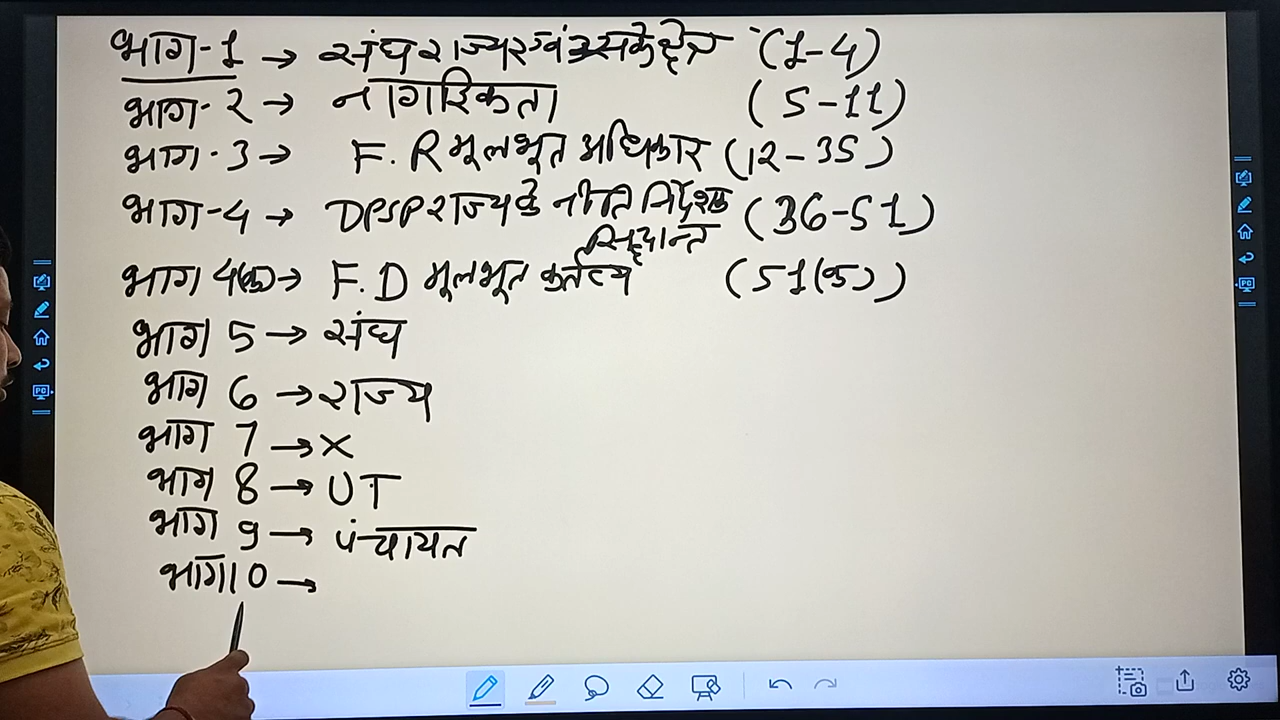 भाग-1 → संघ राज्य एवं उसके क्षेत्र (1-4)
भाग-2 → नागरिकता (5-11)
भाग-3 → F.R मूलभूत अधिकार (12-35)
भाग-4 → DPSP राज्य के नीति निर्देशक (36-51)
सिद्धान्त
भाग 4(क) → F.D मूलभूत कर्तव्य (51(क))
भाग 5 → संघ
भाग 6 → राज्य
भाग 7 → X
भाग 8 → UT
भाग 9 → पंचायत
भाग 10 →